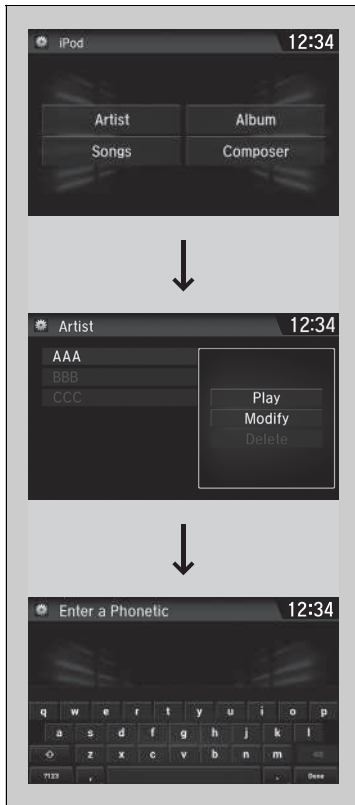 iPod 12:34
Artist Album
Songs Composer
Artist 12:34
AAA
BBB
CCC
Play
Modify
Delete
Enter a Phonetic 12:34
q w e r t y u i o p
a s d f g h j k l
z x c v b n m
?123 , . Done